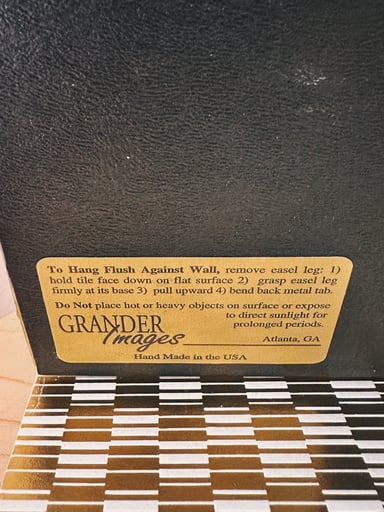 To Hang Flush Against Wall, remove easel leg: 1)
hold tile face down on flat surface 2) grasp easel leg
firmly at its base 3) pull upward 4) bend back metal tab.
Do Not place hot or heavy objects on surface or expose
to direct sunlight for
prolonged periods.
GRANDER
Images
Atlanta, GA
Hand Made in the USA